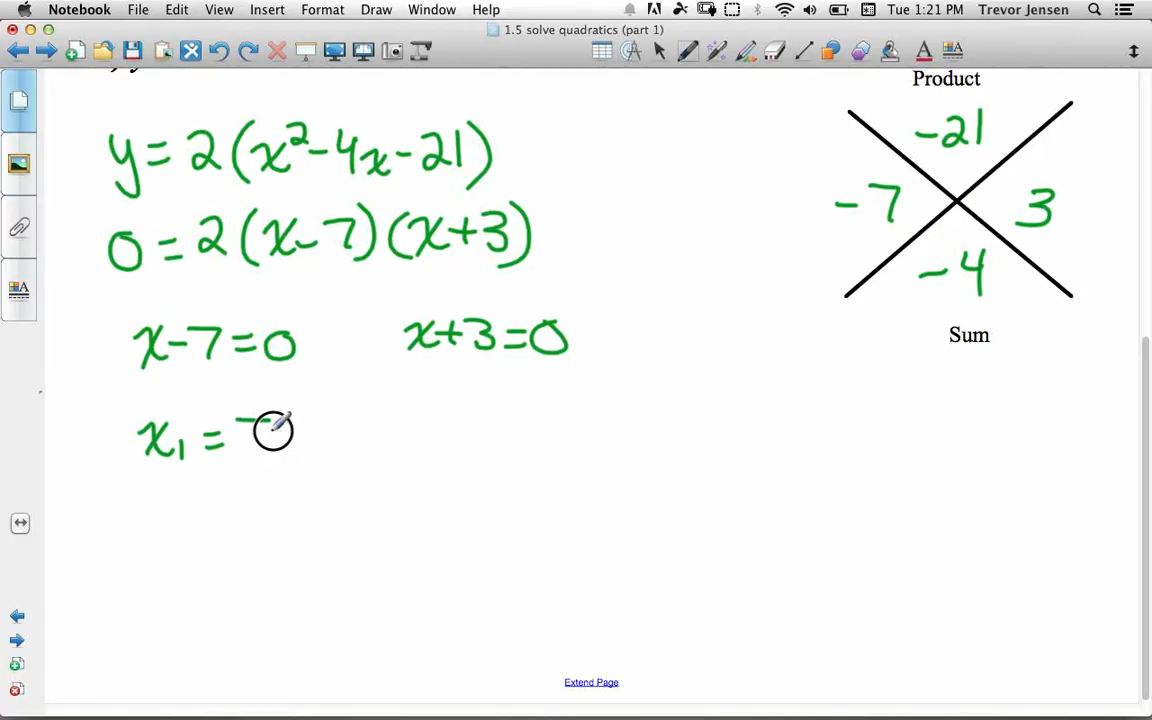 Notebook File Edit View Insert Format Draw Window Help Tue 1:21 PM Trevor Jensen
1.5 solve quadratics (part 1)
Product
-21
-7 3
-4
Sum
y=2(x²-4x-21)
0=2(x-7)(x+3)
x-7=0 x+3=0
x₁=
Extend Page